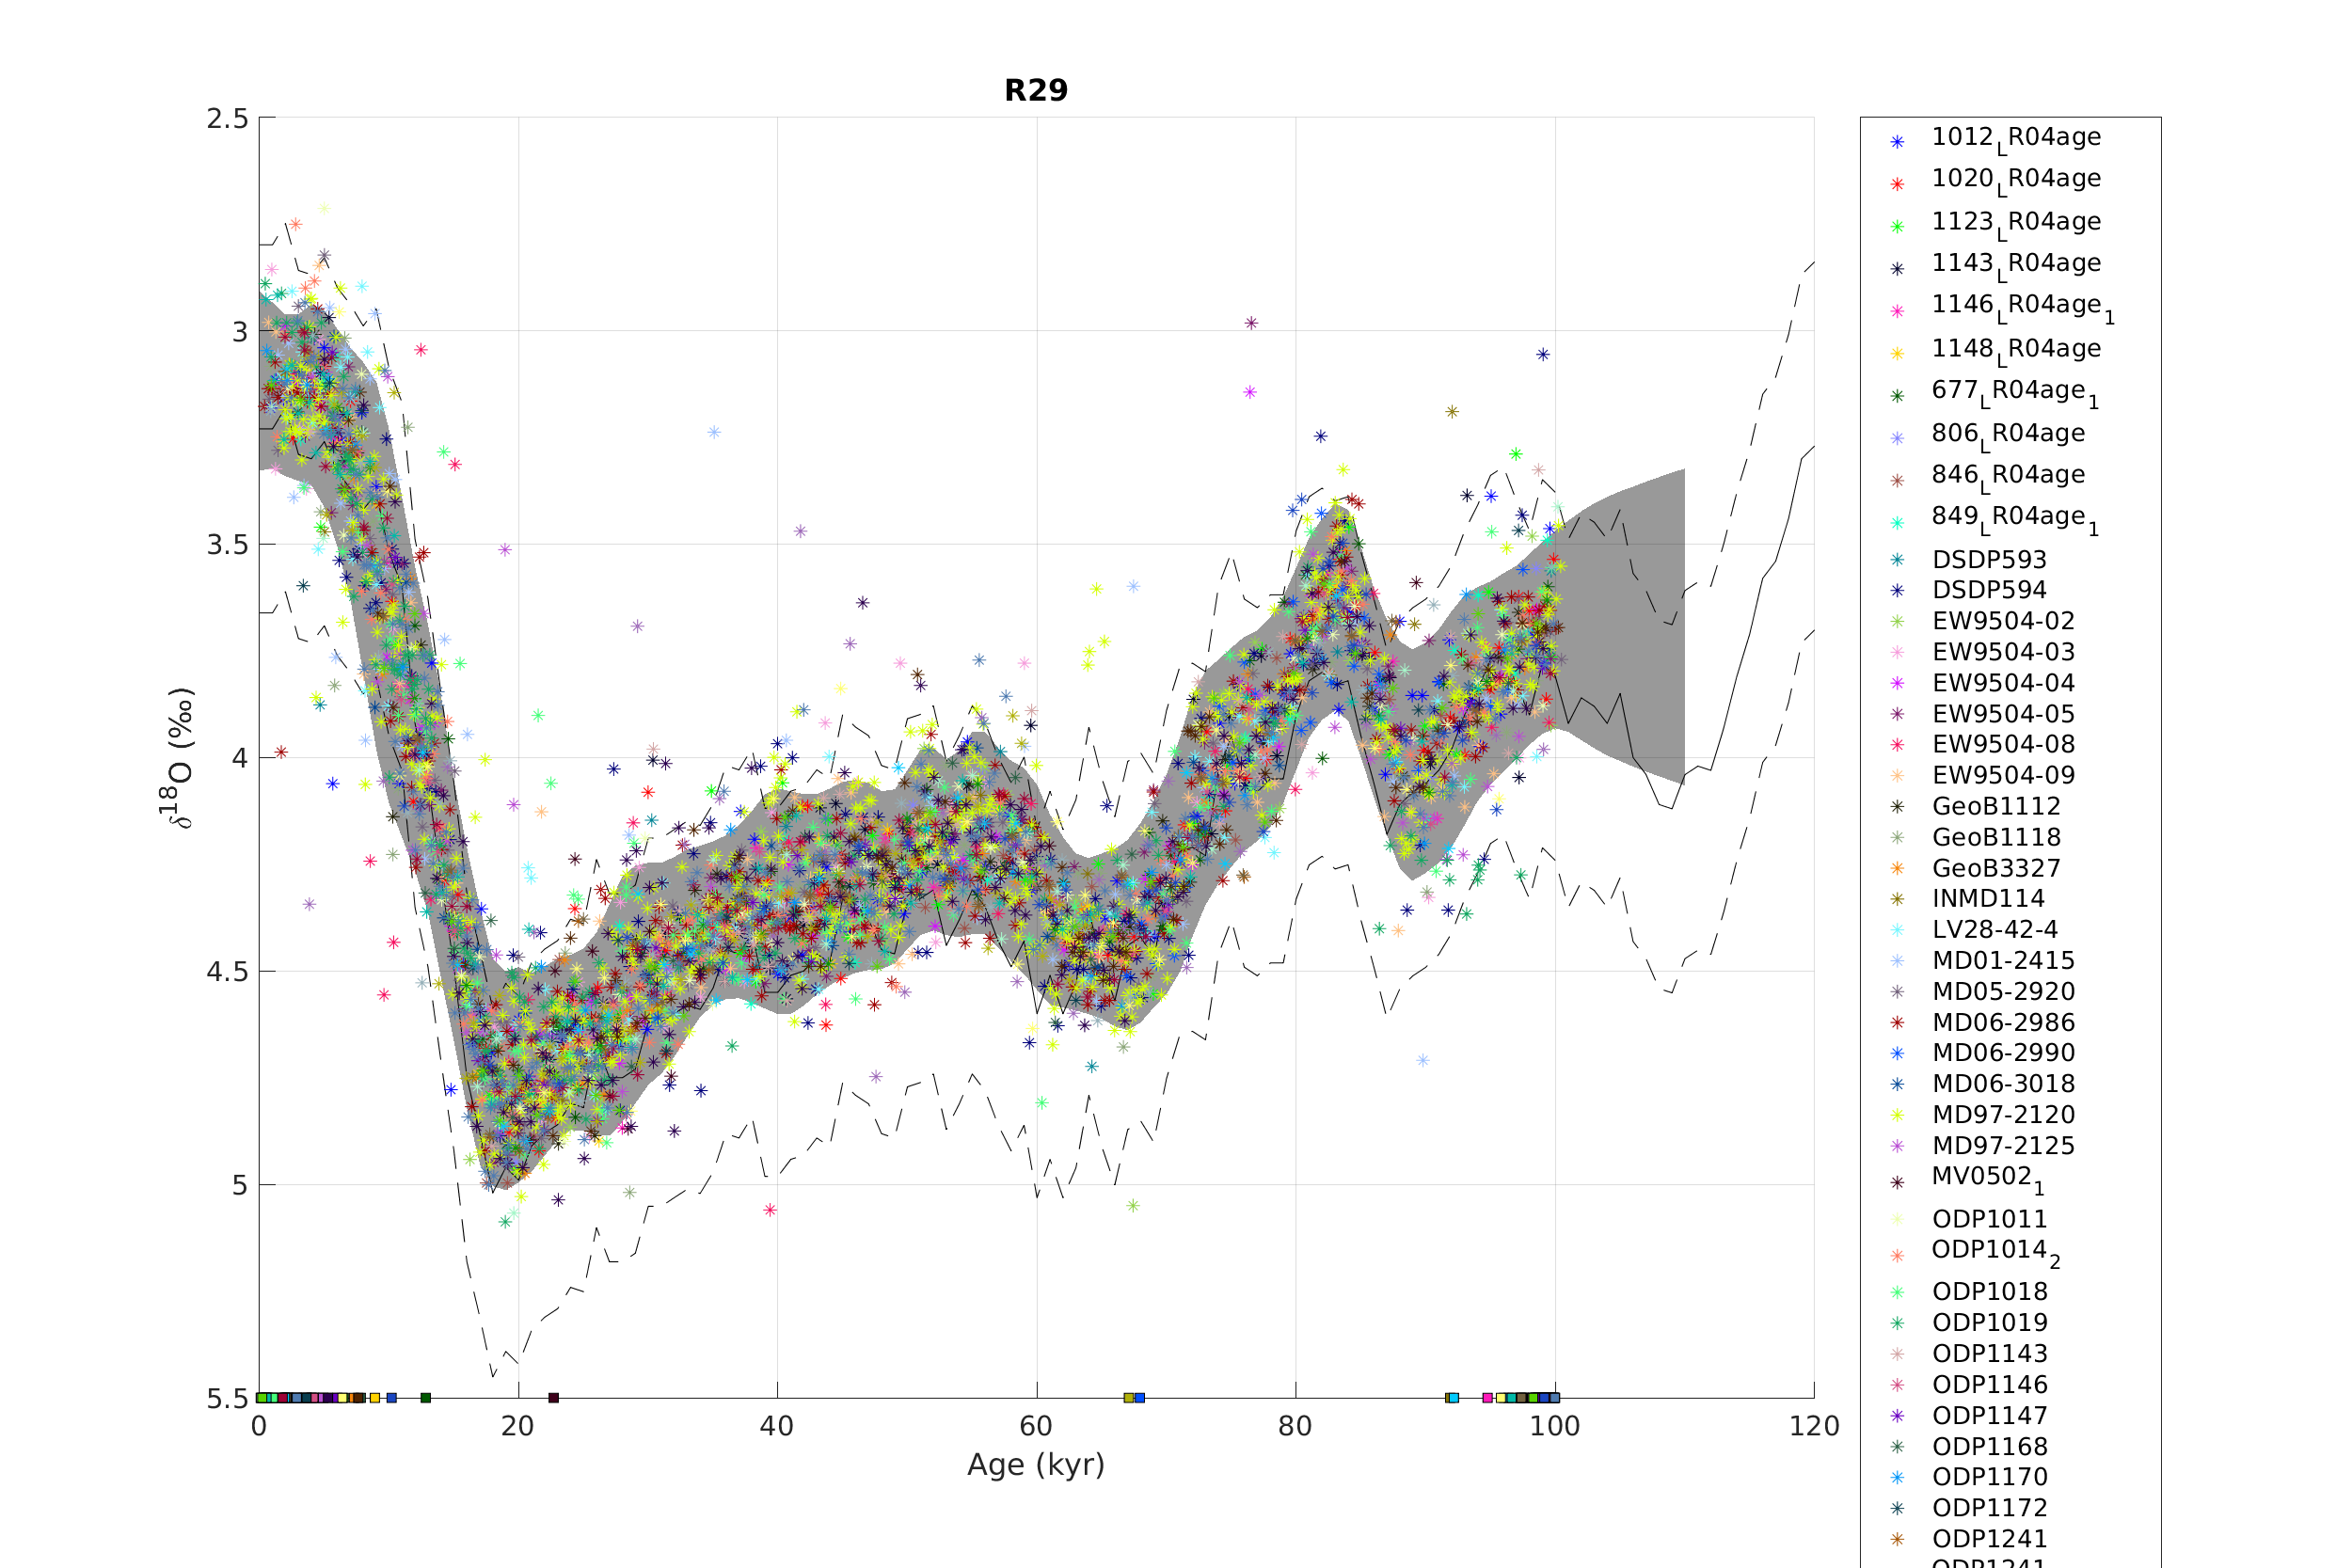 R29
2.5
3
3.5
4
4.5
5
5.5
δ18O (‰)
0 20 40 60 80 100 120
Age (kyr)
1012LR04age
1020LR04age
1123LR04age
1143LR04age
1146LR04age1
1148LR04age
677LR04age1
806LR04age
846LR04age
849LR04age1
DSDP593
DSDP594
EW9504-02
EW9504-03
EW9504-04
EW9504-05
EW9504-08
EW9504-09
GeoB1112
GeoB1118
GeoB3327
INMD114
LV28-42-4
MD01-2415
MD05-2920
MD06-2986
MD06-2990
MD06-3018
MD97-2120
MD97-2125
MV05021
ODP1011
ODP10142
ODP1018
ODP1019
ODP1143
ODP1146
ODP1147
ODP1168
ODP1170
ODP1172
ODP1241